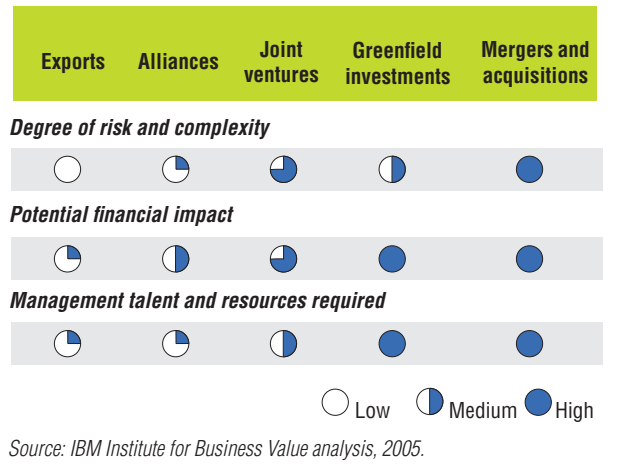 Exports
Alliances
Joint
ventures
Greenfield
investments
Mergers and
acquisitions
Degree of risk and complexity
Potential financial impact
Management talent and resources required
Low
Medium
High
Source: IBM Institute for Business Value analysis, 2005.